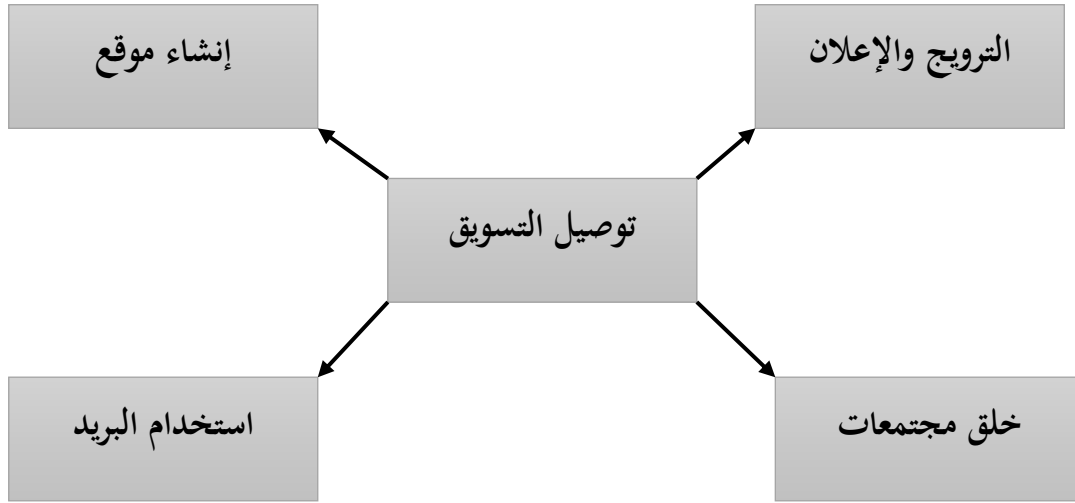 الترويج والإعلان
إنشاء موقع
توصيل التسويق
خلق مجتمعات
استخدام البريد